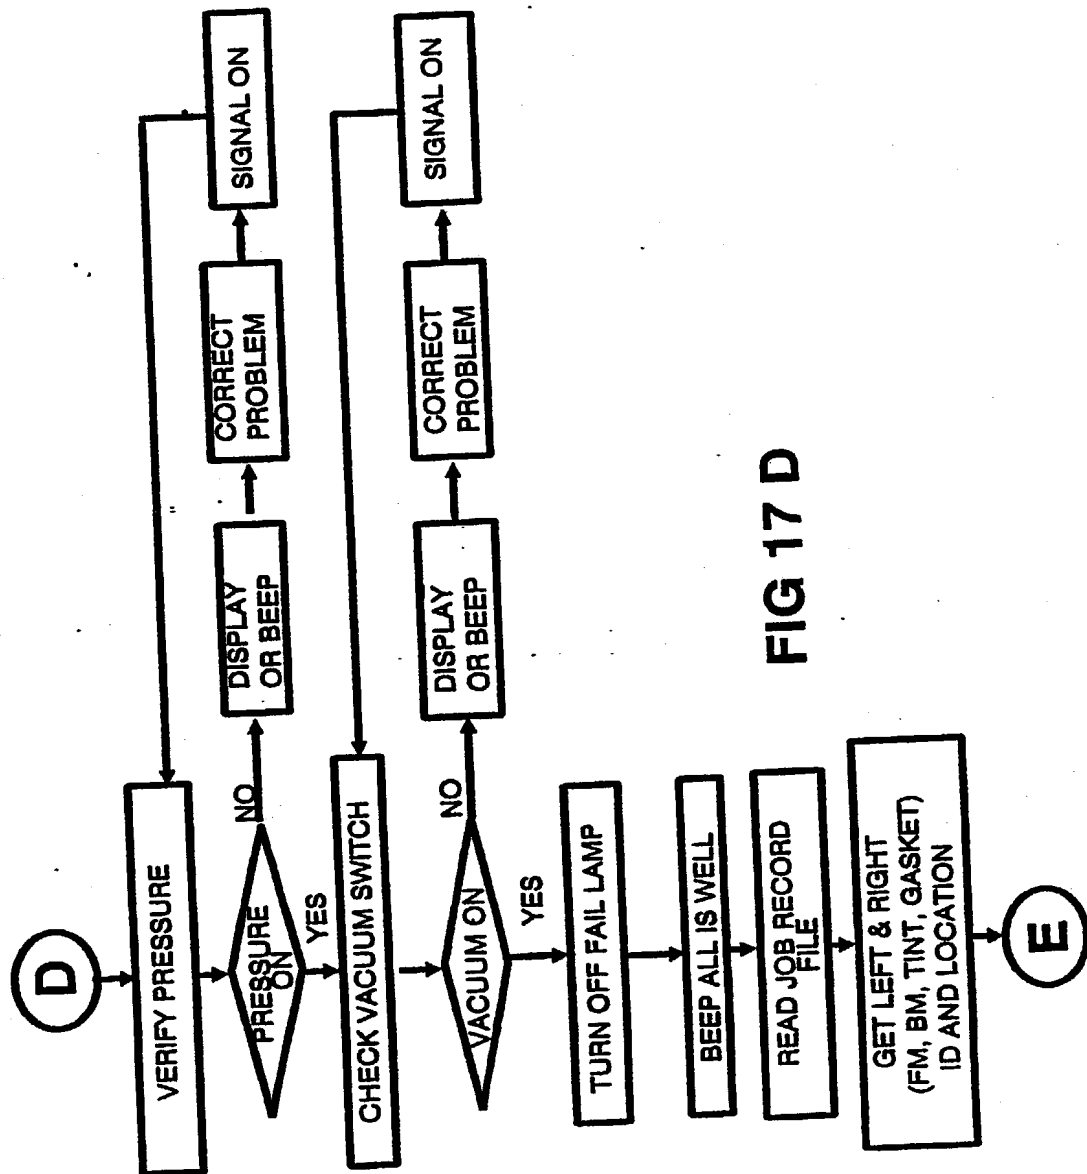 D
VERIFY PRESSURE
PRESSURE
ON
NO
DISPLAY
OR BEEP
CORRECT
PROBLEM
SIGNAL ON
YES
CHECK VACUUM SWITCH
VACUUM ON
NO
DISPLAY
OR BEEP
CORRECT
PROBLEM
SIGNAL ON
YES
TURN OFF FAIL LAMP
BEEP ALL IS WELL
READ JOB RECORD
FILE
GET LEFT & RIGHT
(FM, BM, TINT, GASKET)
ID AND LOCATION
E
FIG 17 D